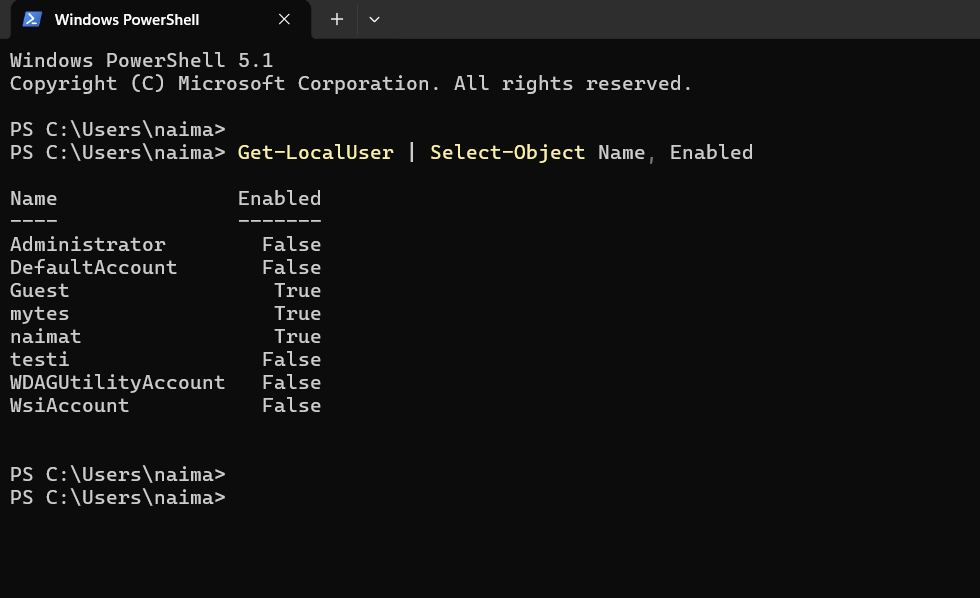 Windows PowerShell
Windows PowerShell 5.1
Copyright (C) Microsoft Corporation. All rights reserved.
PS C:\Users\naima>
PS C:\Users\naima> Get-LocalUser | Select-Object Name, Enabled
Name               Enabled
----               -------
Administrator        False
DefaultAccount       False
Guest                 True
mytes                 True
naimat                True
testi                False
WDAGUtilityAccount   False
WsiAccount           False
PS C:\Users\naima>
PS C:\Users\naima>